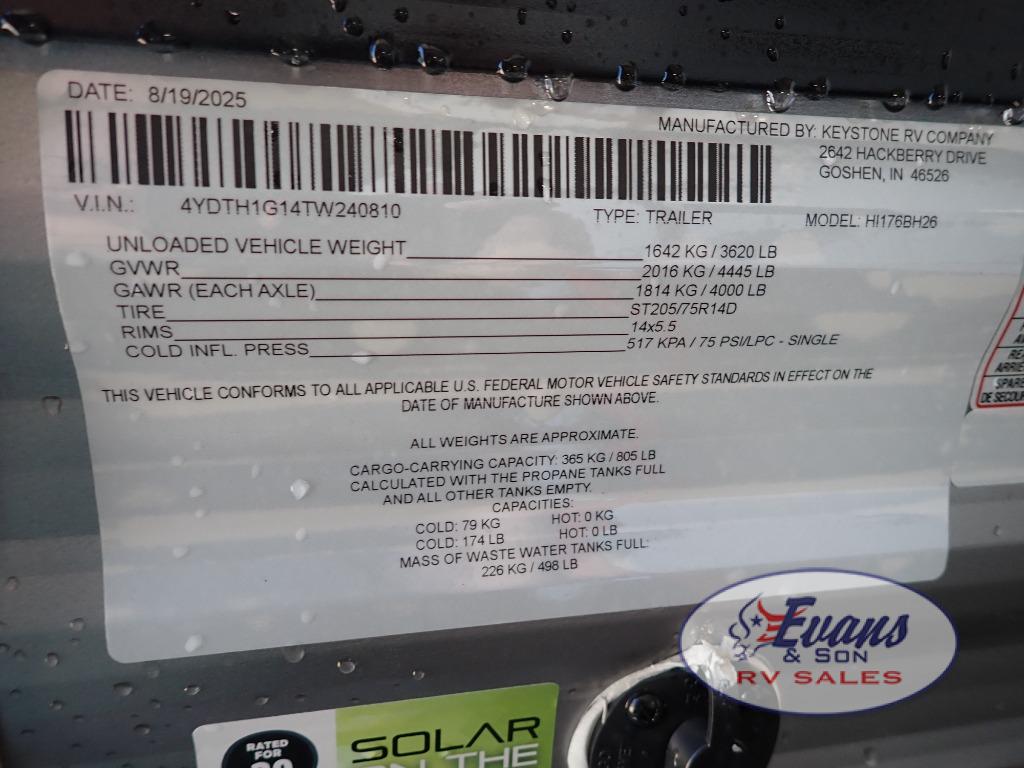 DATE: 8/19/2025
MANUFACTURED BY: KEYSTONE RV COMPANY
2642 HACKBERRY DRIVE
GOSHEN, IN 46526
V.I.N.: 4YDTH1G14TW240810 TYPE: TRAILER MODEL: HI176BH26
UNLOADED VEHICLE WEIGHT 1642 KG / 3620 LB
GVWR 2016 KG / 4445 LB
GAWR (EACH AXLE) 1814 KG / 4000 LB
TIRE ST205/75R14D
RIMS 14x5.5
COLD INFL. PRESS 517 KPA / 75 PSI/LPC - SINGLE
THIS VEHICLE CONFORMS TO ALL APPLICABLE U.S. FEDERAL MOTOR VEHICLE SAFETY STANDARDS IN EFFECT ON THE
DATE OF MANUFACTURE SHOWN ABOVE.
ALL WEIGHTS ARE APPROXIMATE.
CARGO-CARRYING CAPACITY: 365 KG / 805 LB
CALCULATED WITH THE PROPANE TANKS FULL
AND ALL OTHER TANKS EMPTY.
CAPACITIES:
COLD: 79 KG HOT: 0 KG
COLD: 174 LB HOT: 0 LB
MASS OF WASTE WATER TANKS FULL:
226 KG / 498 LB
SPARE
DE SECOUR
Evans
& SON
RV SALES
RATED
FOR
SOLAR
ON THE